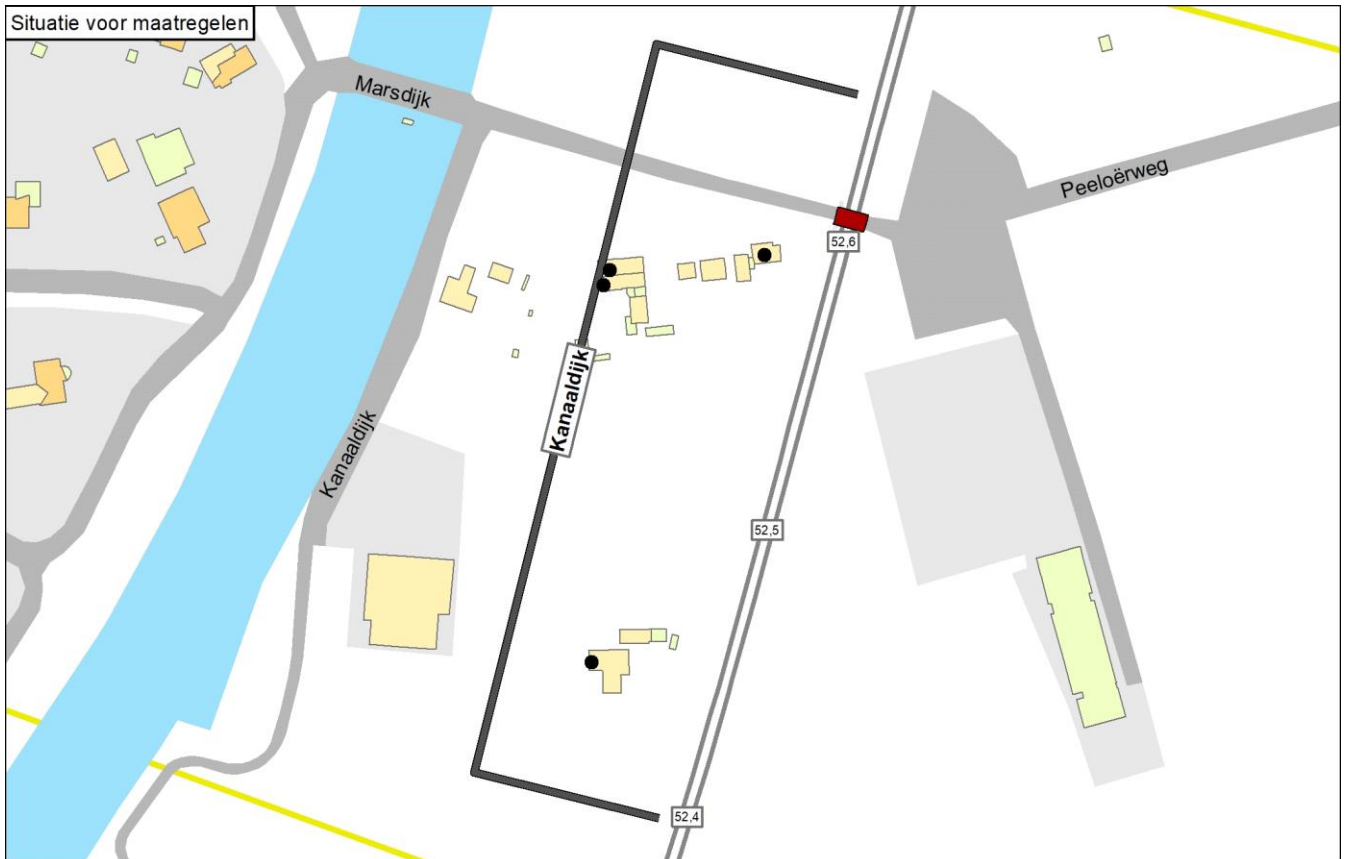 Situatie voor maatregelen
Marsdijk
Peeloërweg
52,6
Kanaaldijk
Kanaaldijk
52,5
52,4